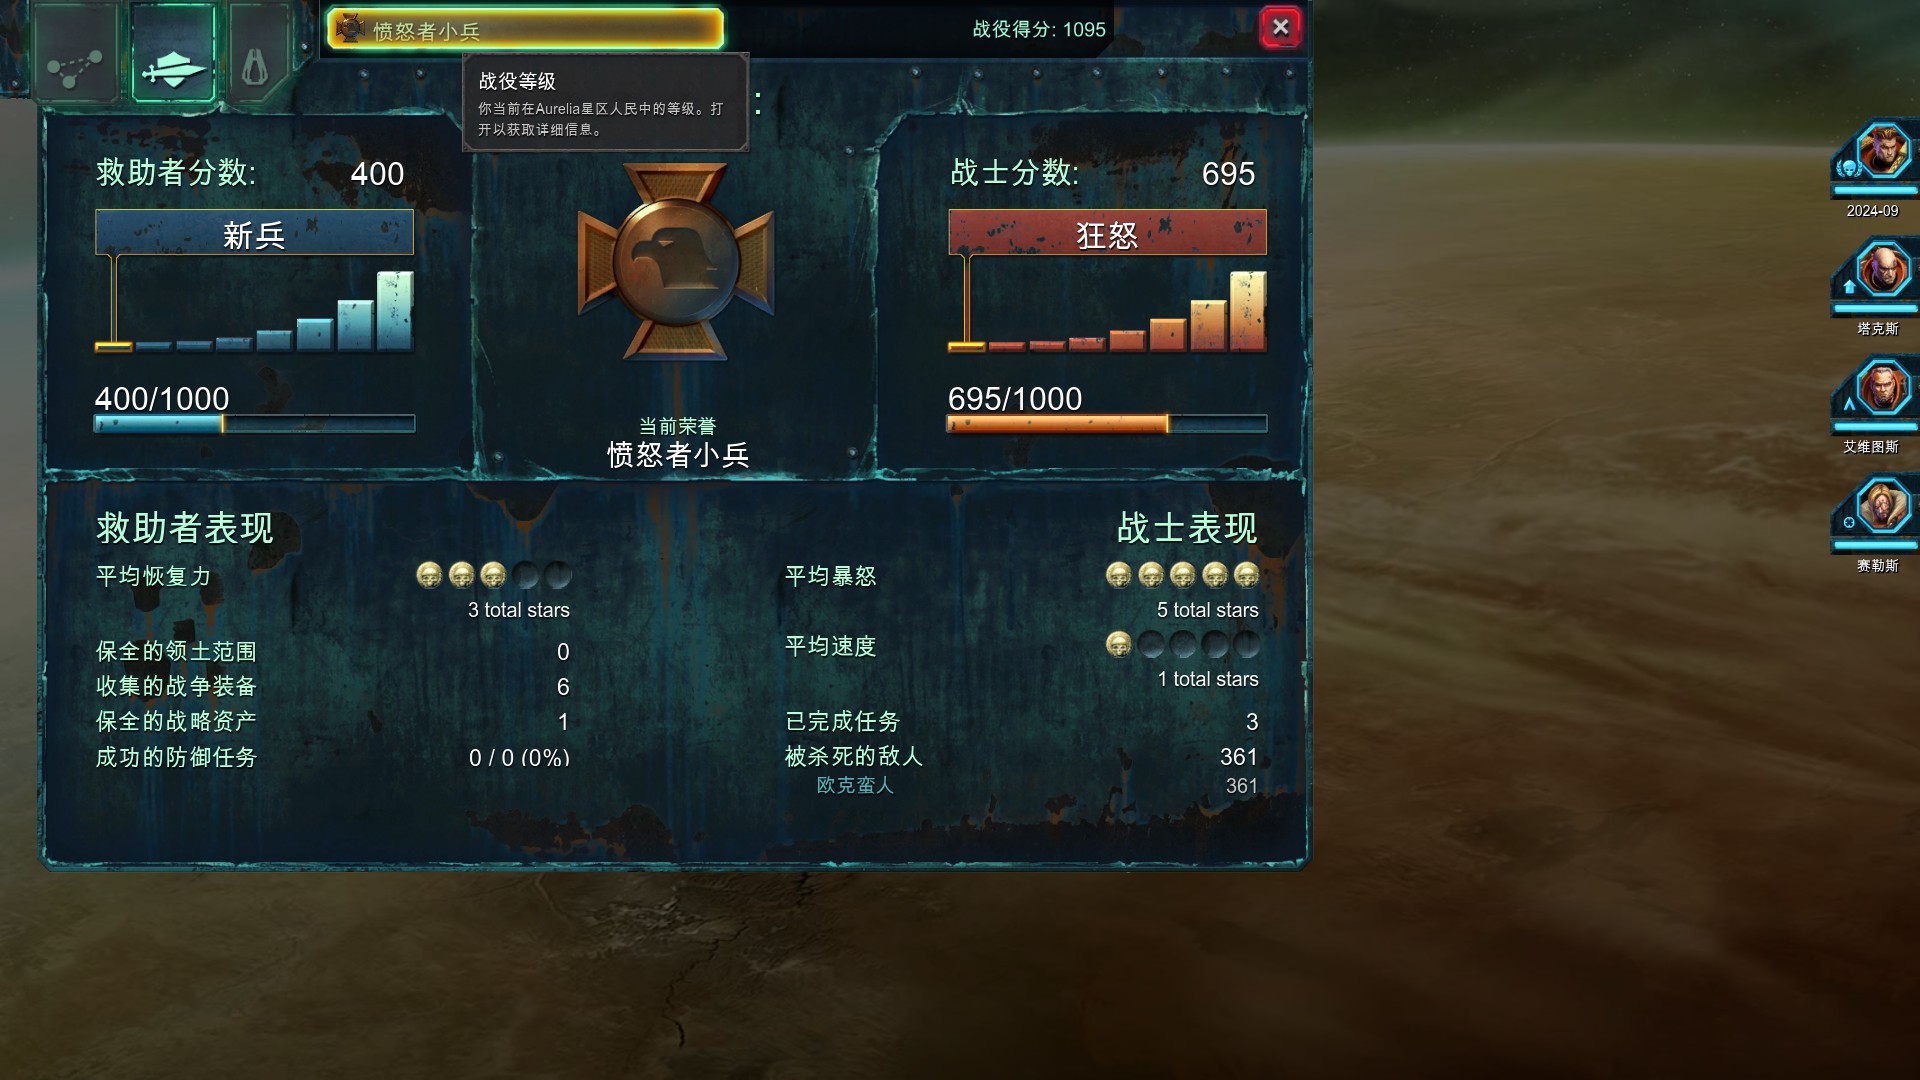 愤怒者小兵
战役得分: 1095
战役等级
你当前在Aurelia星区人民中的等级。打
开以获取详细信息。
:
救助者分数: 400
新兵
400/1000
当前荣誉
愤怒者小兵
战士分数: 695
狂怒
695/1000
救助者表现
平均恢复力
3 total stars
保全的领土范围 0
收集的战争装备 6
保全的战略资产 1
成功的防御任务 0 / 0 (0%)
战士表现
平均暴怒
5 total stars
平均速度
1 total stars
已完成任务 3
被杀死的敌人 361
欧克蛮人 361
2024-09
塔克斯
艾维图斯
赛勒斯